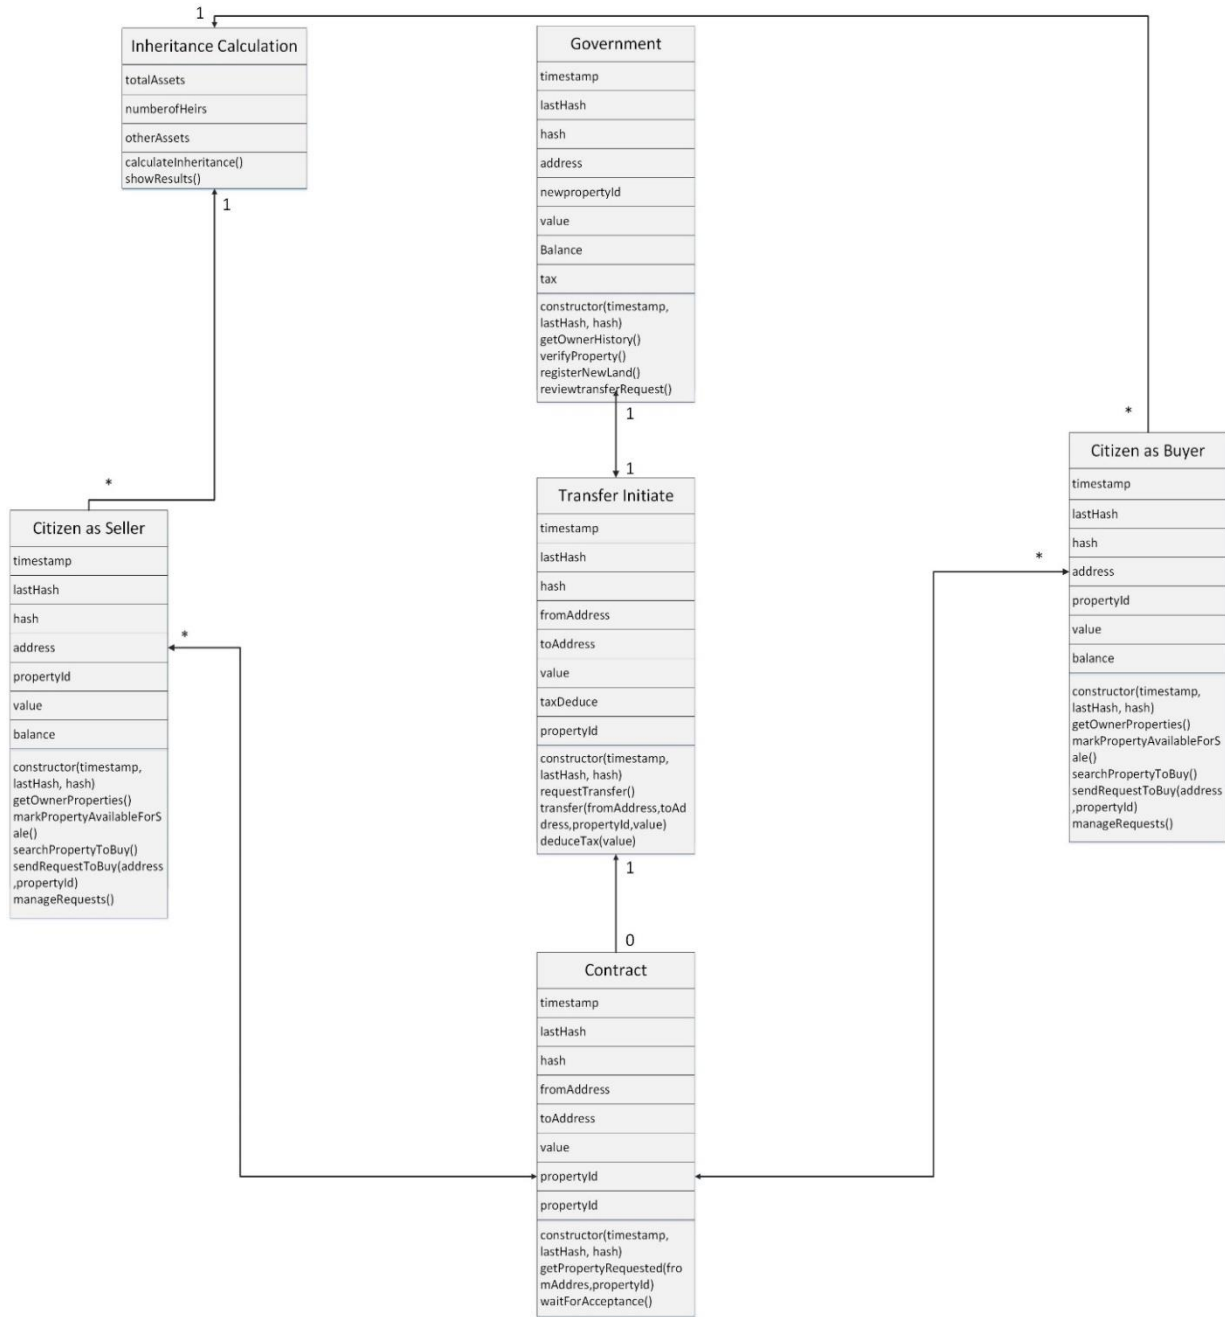 1
Inheritance Calculation
totalAssets
numberofHeirs
otherAssets
calculateInheritance()
showResults()
1
Government
timestamp
lastHash
hash
address
newpropertyId
value
Balance
tax
constructor(timestamp,
lastHash, hash)
getOwnerHistory()
verifyProperty()
registerNewLand()
reviewtransferRequest()
1
*
Citizen as Seller
timestamp
lastHash
hash
address
propertyId
value
balance
constructor(timestamp,
lastHash, hash)
getOwnerProperties()
markPropertyAvailableForS
ale()
searchPropertyToBuy()
sendRequestToBuy(address
,propertyId)
manageRequests()
*
1
Transfer Initiate
timestamp
lastHash
hash
fromAddress
toAddress
value
taxDeduce
propertyId
constructor(timestamp,
lastHash, hash)
requestTransfer()
transfer(fromAddress,toAd
dress,propertyId,value)
deduceTax(value)
1
*
Citizen as Buyer
timestamp
lastHash
hash
address
propertyId
value
balance
constructor(timestamp,
lastHash, hash)
getOwnerProperties()
markPropertyAvailableForS
ale()
searchPropertyToBuy()
sendRequestToBuy(address
,propertyId)
manageRequests()
*
0
Contract
timestamp
lastHash
hash
fromAddress
toAddress
value
propertyId
propertyId
constructor(timestamp,
lastHash, hash)
getPropertyRequested(fro
mAddres,propertyId)
waitForAcceptance()